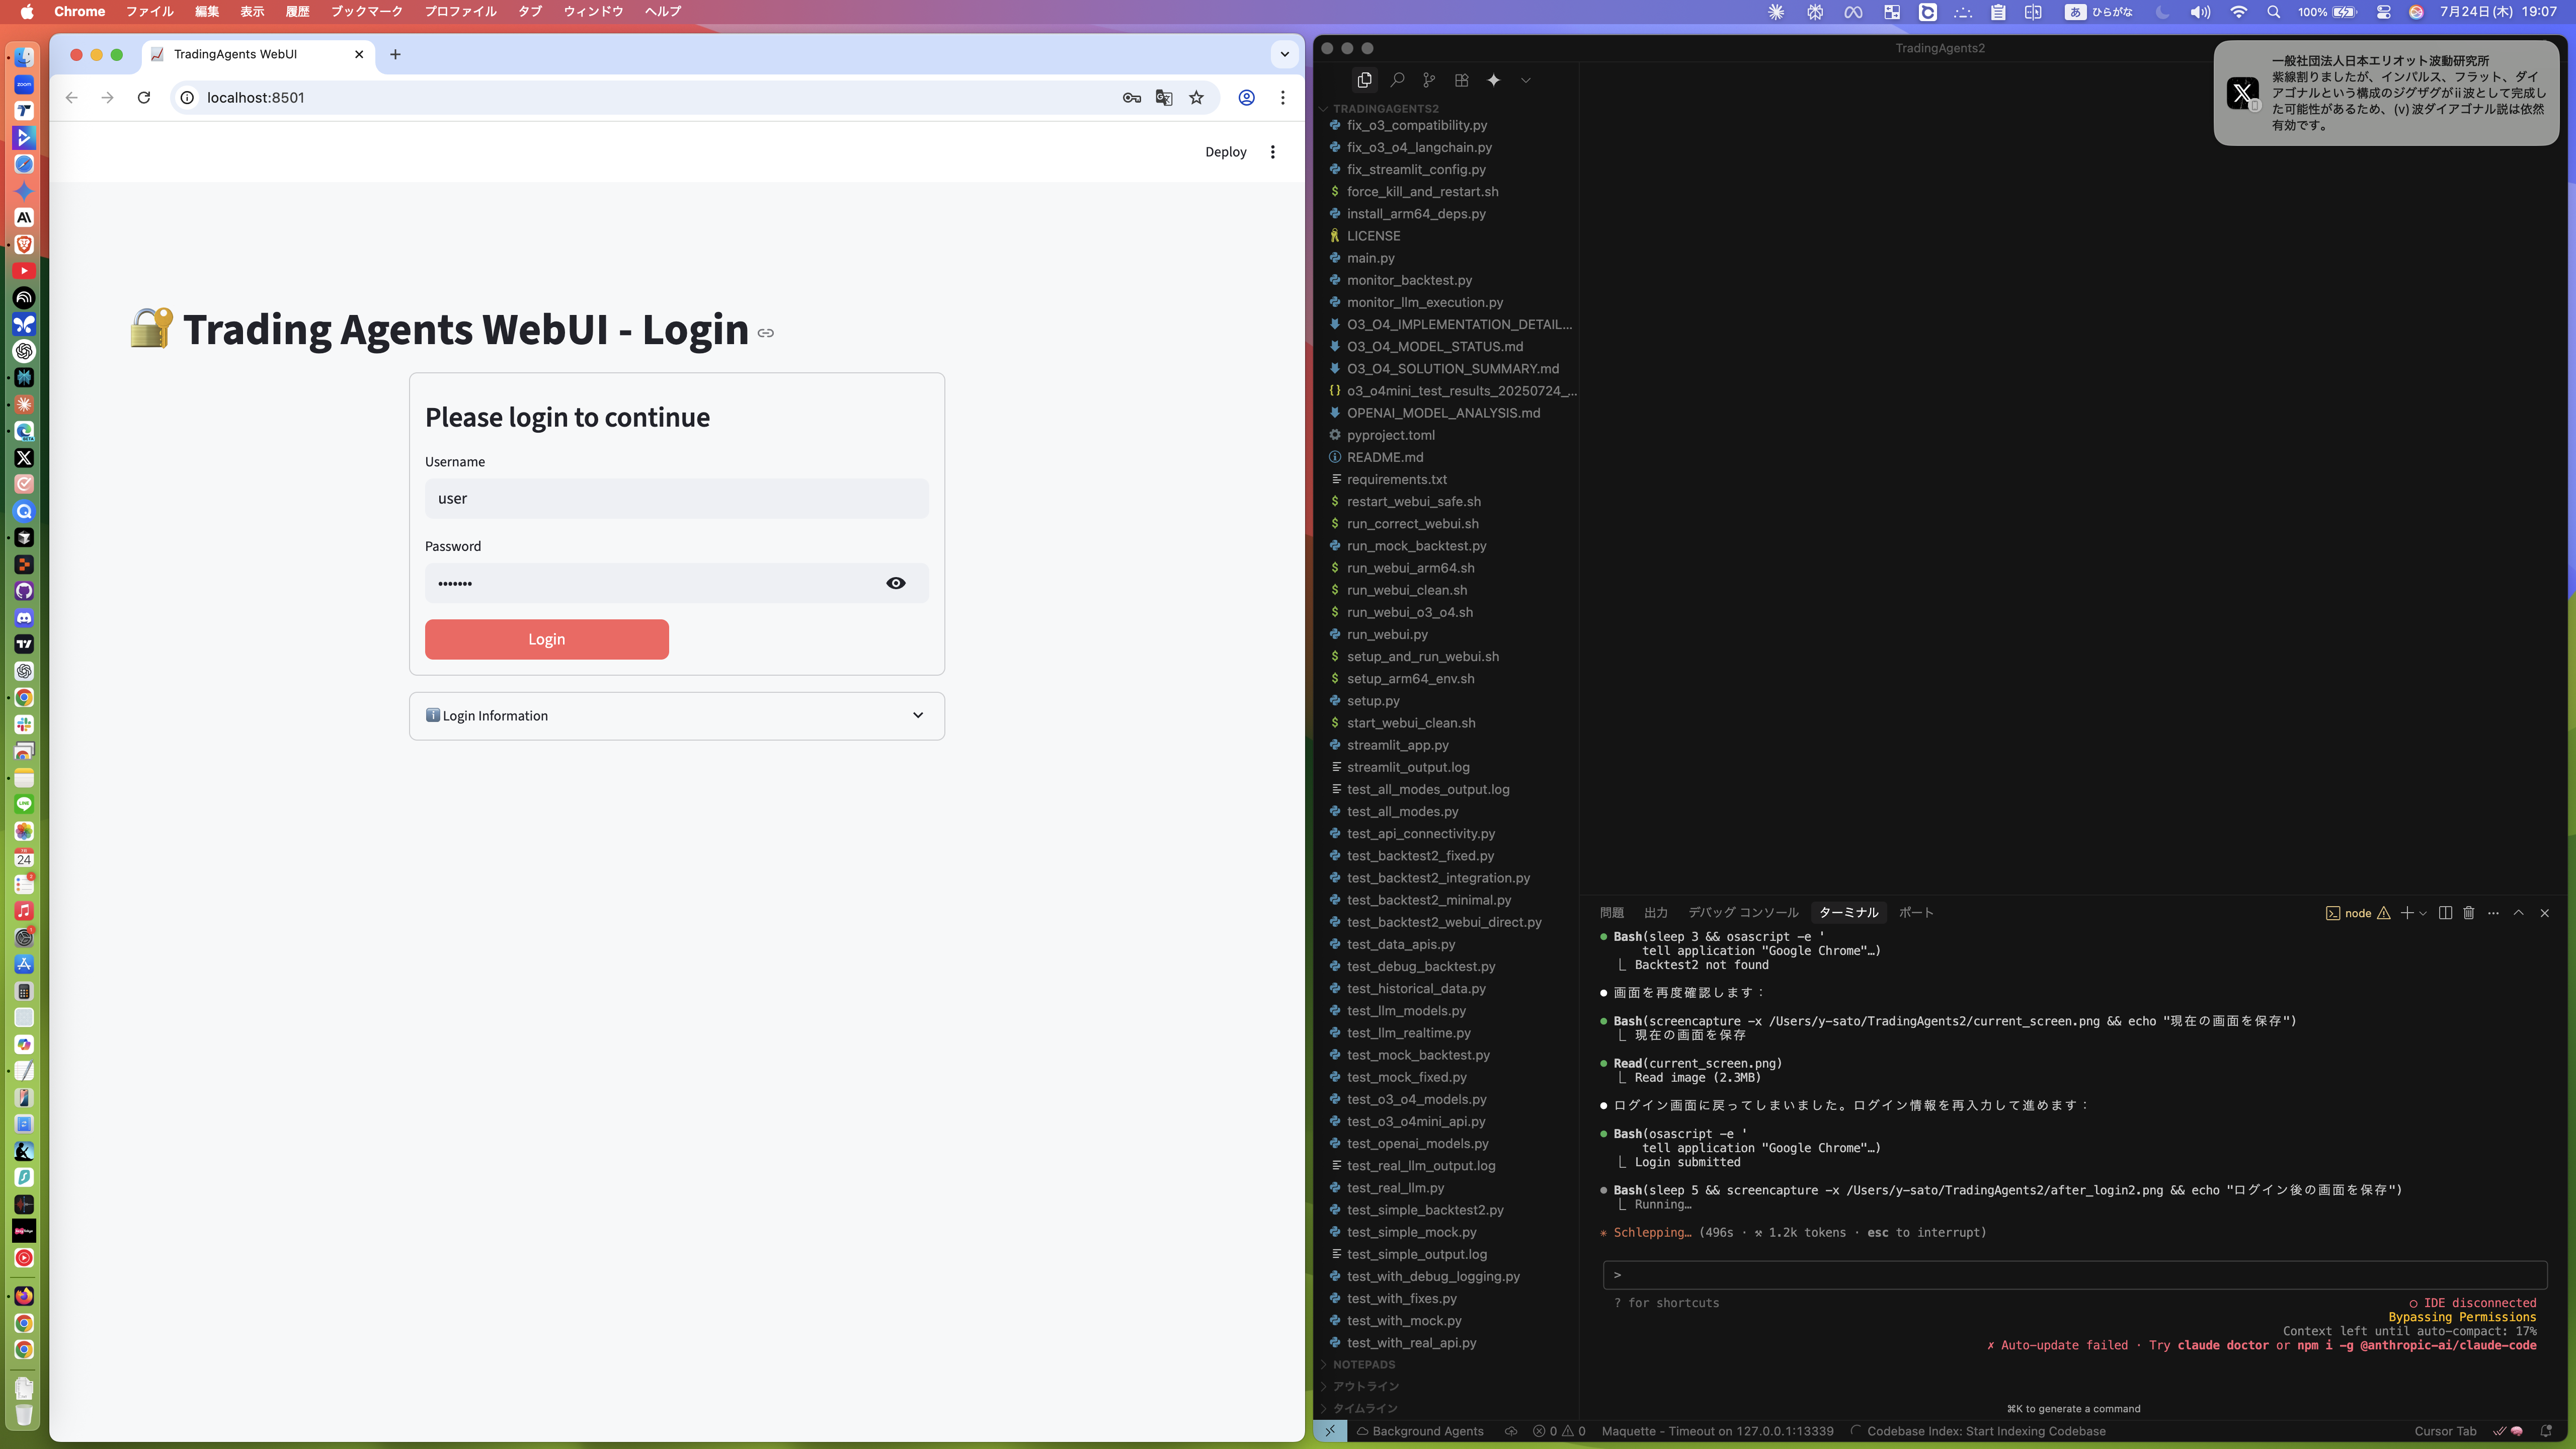 Chrome ファイル 編集 表示 履歴 ブックマーク プロファイル タブ ウィンドウ ヘルプ
あ ひらがな 100% 7月24日(木) 19:07
TradingAgents WebUI
localhost:8501
Deploy
Trading Agents WebUI - Login
Please login to continue
Username
user
Password
•••••••
Login
Login Information
TradingAgents2
一般社団法人日本エリオット波動研究所
紫線割りましたが、インパルス、フラット、ダイ
アゴナルという構成のジグザグがⅱ波として完成し
た可能性があるため、(v)波ダイアゴナル説は依然
有効です。
TRADINGAGENTS2
fix_o3_compatibility.py
fix_o3_o4_langchain.py
fix_streamlit_config.py
$ force_kill_and_restart.sh
install_arm64_deps.py
LICENSE
main.py
monitor_backtest.py
monitor_llm_execution.py
O3_O4_IMPLEMENTATION_DETAIL...
O3_O4_MODEL_STATUS.md
O3_O4_SOLUTION_SUMMARY.md
{} o3_o4mini_test_results_20250724_...
OPENAI_MODEL_ANALYSIS.md
pyproject.toml
README.md
requirements.txt
$ restart_webui_safe.sh
$ run_correct_webui.sh
run_mock_backtest.py
$ run_webui_arm64.sh
$ run_webui_clean.sh
$ run_webui_o3_o4.sh
run_webui.py
$ setup_and_run_webui.sh
$ setup_arm64_env.sh
setup.py
$ start_webui_clean.sh
streamlit_app.py
streamlit_output.log
test_all_modes_output.log
test_all_modes.py
test_api_connectivity.py
test_backtest2_fixed.py
test_backtest2_integration.py
test_backtest2_minimal.py
test_backtest2_webui_direct.py
test_data_apis.py
test_debug_backtest.py
test_historical_data.py
test_llm_models.py
test_llm_realtime.py
test_mock_backtest.py
test_mock_fixed.py
test_o3_o4_models.py
test_o3_o4mini_api.py
test_openai_models.py
test_real_llm_output.log
test_real_llm.py
test_simple_backtest2.py
test_simple_mock.py
test_simple_output.log
test_with_debug_logging.py
test_with_fixes.py
test_with_mock.py
test_with_real_api.py
NOTEPADS
アウトライン
タイムライン
問題 出力 デバッグ コンソール ターミナル ポート
node
Bash(sleep 3 && osascript -e '
tell application "Google Chrome"…)
Backtest2 not found
画面を再度確認します：
Bash(screencapture -x /Users/y-sato/TradingAgents2/current_screen.png && echo "現在の画面を保存")
現在の画面を保存
Read(current_screen.png)
Read image (2.3MB)
ログイン画面に戻ってしまいました。ログイン情報を再入力して進めます：
Bash(osascript -e '
tell application "Google Chrome"…)
Login submitted
Bash(sleep 5 && screencapture -x /Users/y-sato/TradingAgents2/after_login2.png && echo "ログイン後の画面を保存")
Running…
Schlepping… (496s · 1.2k tokens · esc to interrupt)
>
? for shortcuts
IDE disconnected
Bypassing Permissions
Context left until auto-compact: 17%
✗ Auto-update failed · Try claude doctor or npm i -g @anthropic-ai/claude-code
⌘K to generate a command
Background Agents 0 0 Maquette - Timeout on 127.0.0.1:13339 Codebase Index: Start Indexing Codebase Cursor Tab